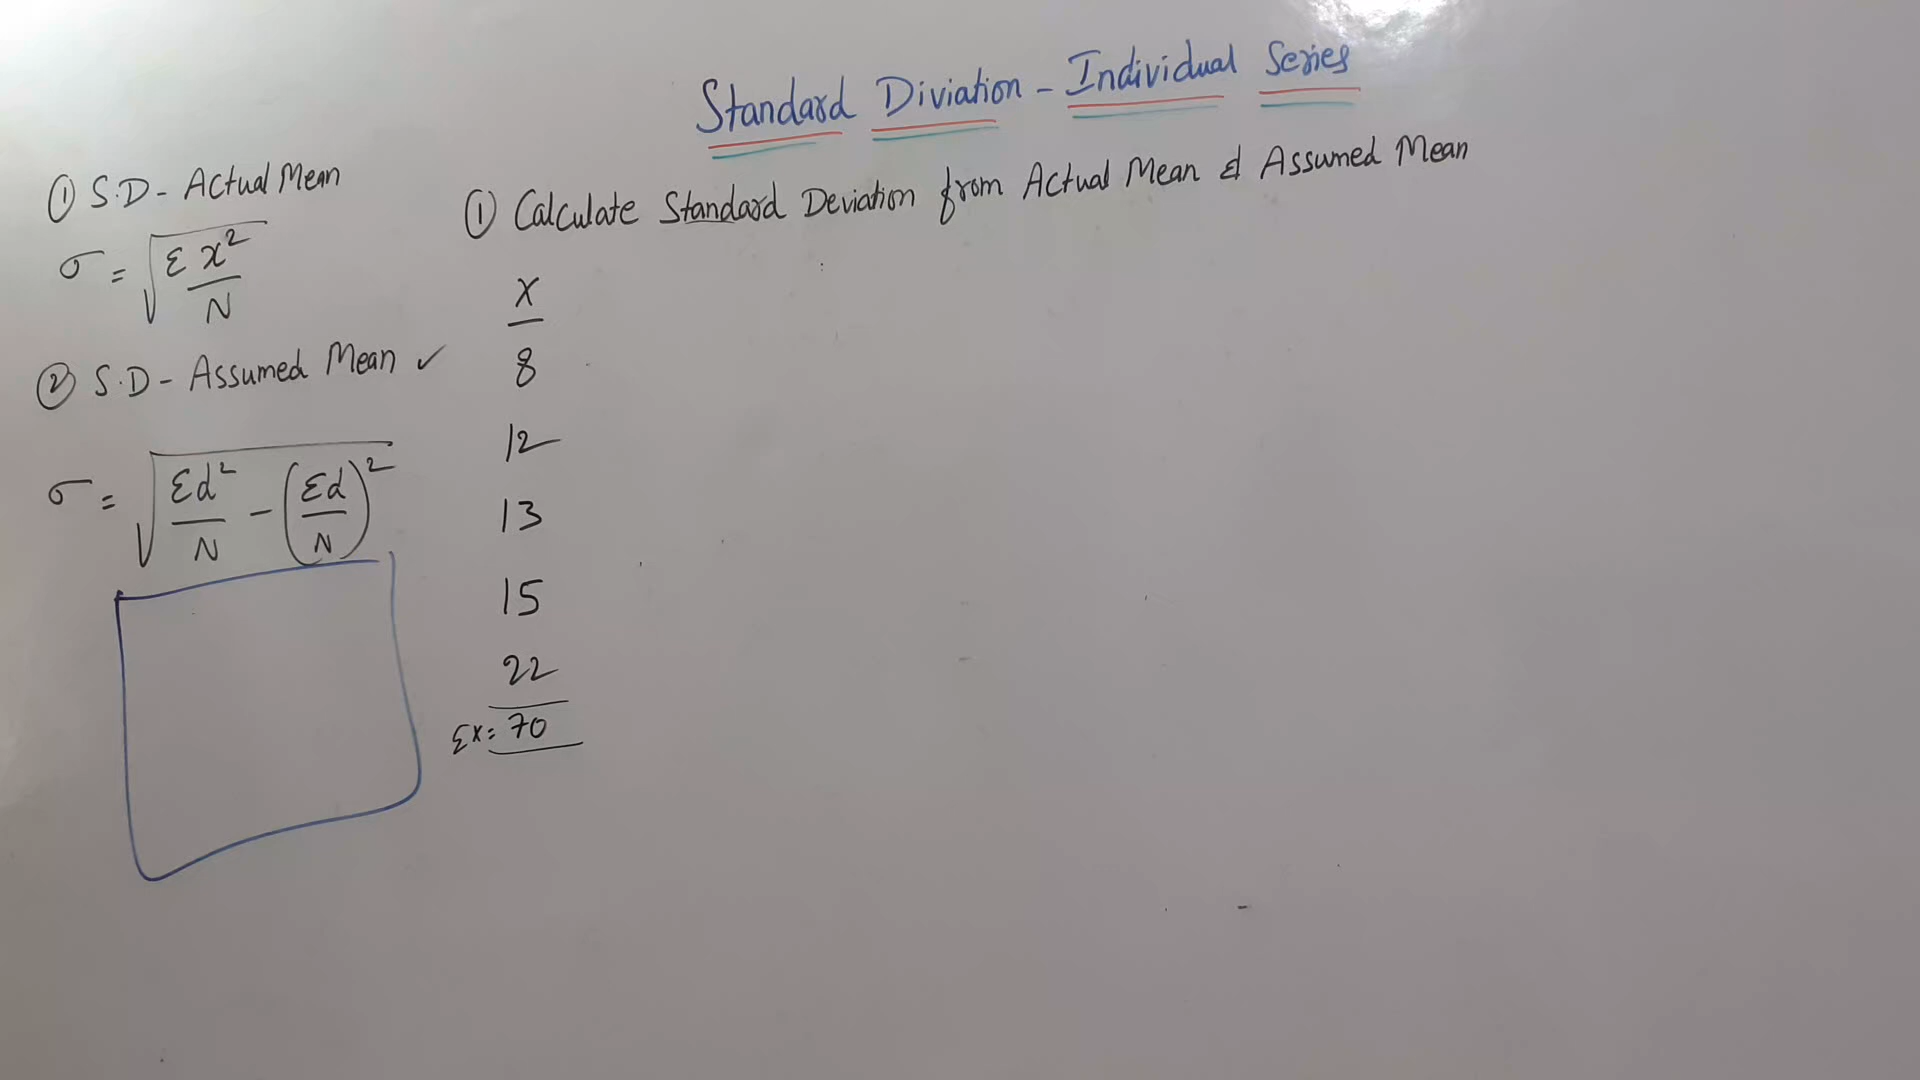 Standard Diviation - Individual Series
① S.D - Actual Mean
σ = √(Σx²/N)
② S.D - Assumed Mean ✓
σ = √(Σd²/N - (Σd/N)²)
① Calculate Standard Deviation from Actual Mean & Assumed Mean
X
8
12
13
15
22
Σx = 70